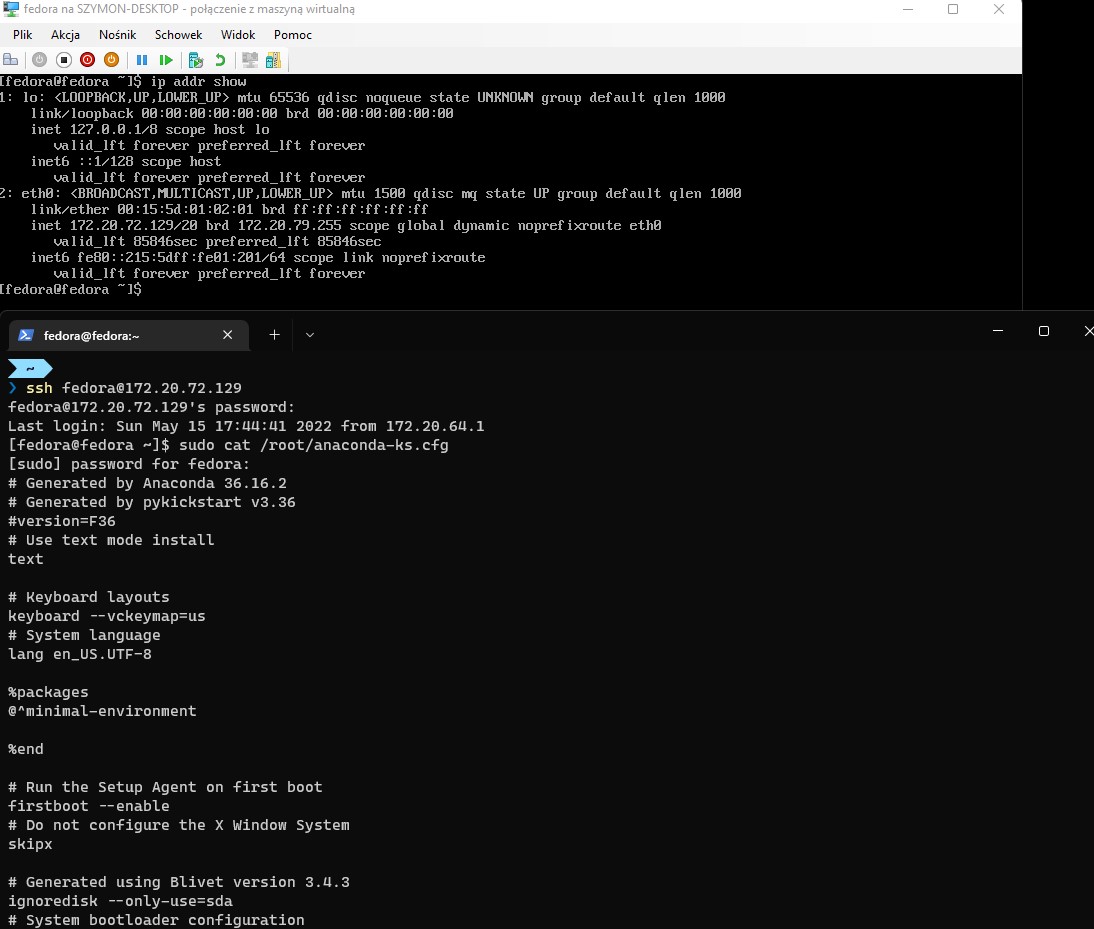 fedora na SZYMON-DESKTOP - połączenie z maszyną wirtualną
Plik Akcja Nośnik Schowek Widok Pomoc
[fedora@fedora ~]$ ip addr show
1: lo: <LOOPBACK,UP,LOWER_UP> mtu 65536 qdisc noqueue state UNKNOWN group default qlen 1000
link/loopback 00:00:00:00:00:00 brd 00:00:00:00:00:00
inet 127.0.0.1/8 scope host lo
valid_lft forever preferred_lft forever
inet6 ::1/128 scope host
valid_lft forever preferred_lft forever
2: eth0: <BROADCAST,MULTICAST,UP,LOWER_UP> mtu 1500 qdisc mq state UP group default qlen 1000
link/ether 00:15:5d:01:02:01 brd ff:ff:ff:ff:ff:ff
inet 172.20.72.129/20 brd 172.20.79.255 scope global dynamic noprefixroute eth0
valid_lft 85846sec preferred_lft 85846sec
inet6 fe80::215:5dff:fe01:201/64 scope link noprefixroute
valid_lft forever preferred_lft forever
[fedora@fedora ~]$
fedora@fedora:~
~
❯ ssh fedora@172.20.72.129
fedora@172.20.72.129's password:
Last login: Sun May 15 17:44:41 2022 from 172.20.64.1
[fedora@fedora ~]$ sudo cat /root/anaconda-ks.cfg
[sudo] password for fedora:
# Generated by Anaconda 36.16.2
# Generated by pykickstart v3.36
#version=F36
# Use text mode install
text
# Keyboard layouts
keyboard --vckeymap=us
# System language
lang en_US.UTF-8
%packages
@^minimal-environment
%end
# Run the Setup Agent on first boot
firstboot --enable
# Do not configure the X Window System
skipx
# Generated using Blivet version 3.4.3
ignoredisk --only-use=sda
# System bootloader configuration